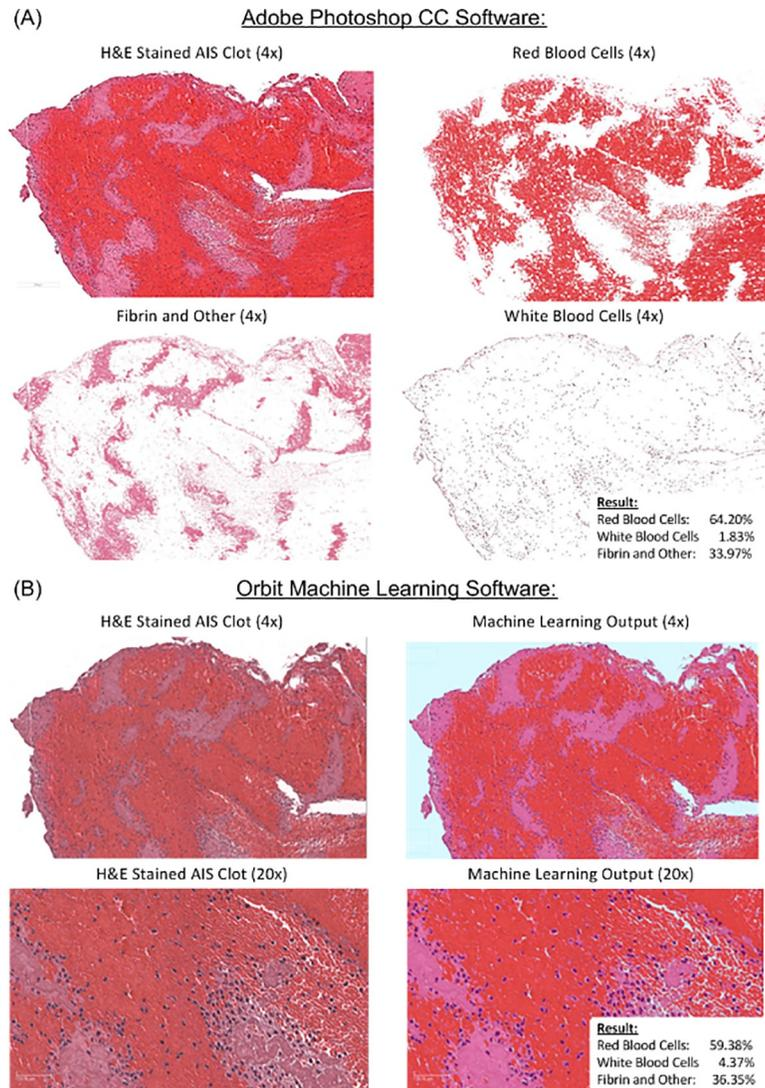 (A)
Adobe Photoshop CC Software:
H&E Stained AIS Clot (4x)
Red Blood Cells (4x)
Fibrin and Other (4x)
White Blood Cells (4x)
Result:
Red Blood Cells: 64.20%
White Blood Cells 1.83%
Fibrin and Other: 33.97%
(B)
Orbit Machine Learning Software:
H&E Stained AIS Clot (4x)
Machine Learning Output (4x)
H&E Stained AIS Clot (20x)
Machine Learning Output (20x)
Result:
Red Blood Cells: 59.38%
White Blood Cells 4.37%
Fibrin and Other: 36.35%